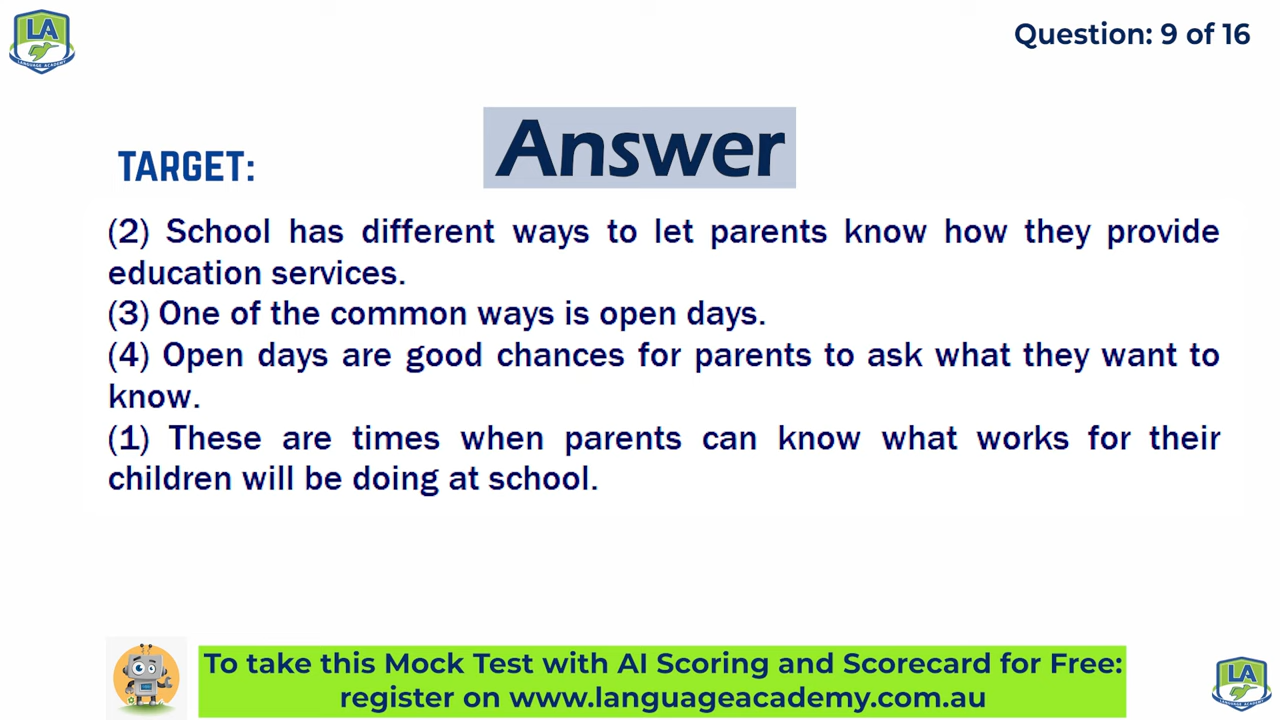 LA
LANGUAGE ACADEMY
Question: 9 of 16
Answer
TARGET:
(2) School has different ways to let parents know how they provide
education services.
(3) One of the common ways is open days.
(4) Open days are good chances for parents to ask what they want to
know.
(1) These are times when parents can know what works for their
children will be doing at school.
To take this Mock Test with AI Scoring and Scorecard for Free:
register on www.languageacademy.com.au
LA